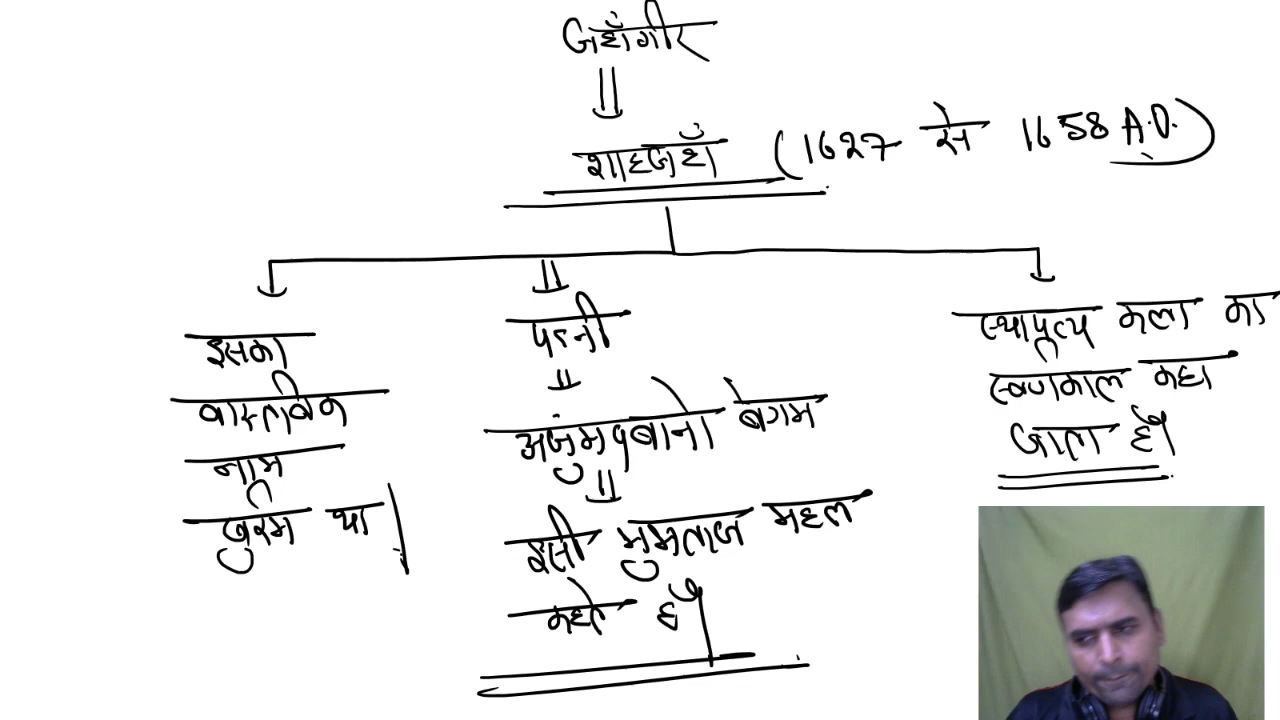 जहाँगीर
शाहजहाँ (1627 से 1658 A.D.)
इसका
वास्तविक
नाम
खुर्रम था।
पत्नी
अर्जुमंदबानो बेगम
इसी मुमताज महल
कहते हैं।
स्थापत्य कला का
स्वर्णकाल कहा
जाता है।